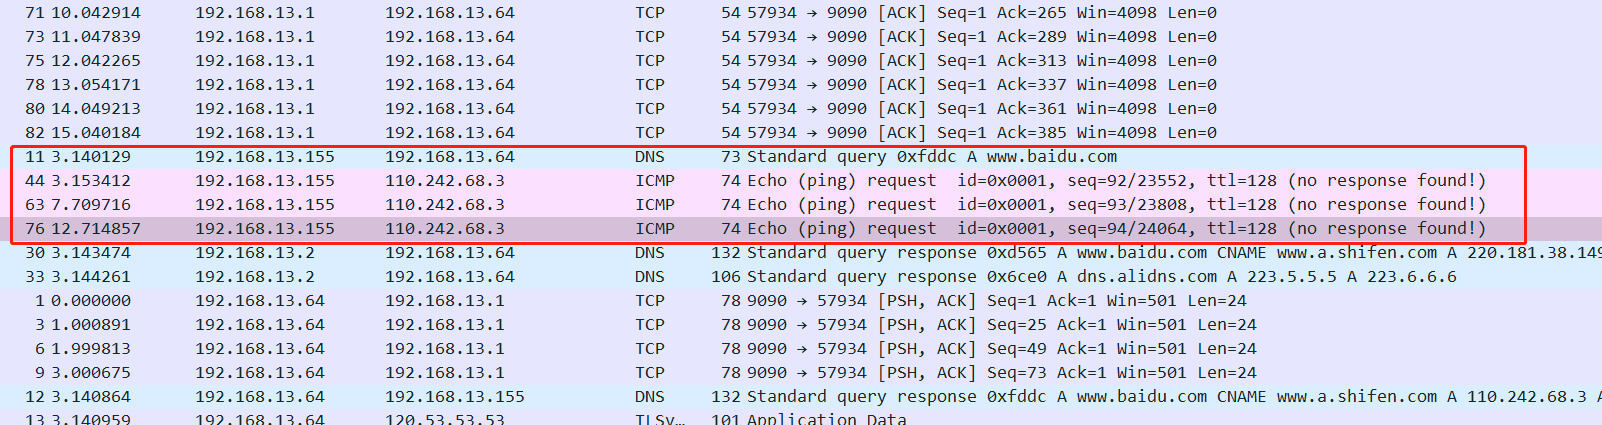 71 10.042914 192.168.13.1 192.168.13.64 TCP 54 57934 → 9090 [ACK] Seq=1 Ack=265 Win=4098 Len=0
73 11.047839 192.168.13.1 192.168.13.64 TCP 54 57934 → 9090 [ACK] Seq=1 Ack=289 Win=4098 Len=0
75 12.042265 192.168.13.1 192.168.13.64 TCP 54 57934 → 9090 [ACK] Seq=1 Ack=313 Win=4098 Len=0
78 13.054171 192.168.13.1 192.168.13.64 TCP 54 57934 → 9090 [ACK] Seq=1 Ack=337 Win=4098 Len=0
80 14.049213 192.168.13.1 192.168.13.64 TCP 54 57934 → 9090 [ACK] Seq=1 Ack=361 Win=4098 Len=0
82 15.040184 192.168.13.1 192.168.13.64 TCP 54 57934 → 9090 [ACK] Seq=1 Ack=385 Win=4098 Len=0
11 3.140129 192.168.13.155 192.168.13.64 DNS 73 Standard query 0xfddc A www.baidu.com
44 3.153412 192.168.13.155 110.242.68.3 ICMP 74 Echo (ping) request id=0x0001, seq=92/23552, ttl=128 (no response found!)
63 7.709716 192.168.13.155 110.242.68.3 ICMP 74 Echo (ping) request id=0x0001, seq=93/23808, ttl=128 (no response found!)
76 12.714857 192.168.13.155 110.242.68.3 ICMP 74 Echo (ping) request id=0x0001, seq=94/24064, ttl=128 (no response found!)
30 3.143474 192.168.13.2 192.168.13.64 DNS 132 Standard query response 0xd565 A www.baidu.com CNAME www.a.shifen.com A 220.181.38.149
33 3.144261 192.168.13.2 192.168.13.64 DNS 106 Standard query response 0x6ce0 A dns.alidns.com A 223.5.5.5 A 223.6.6.6
1 0.000000 192.168.13.64 192.168.13.1 TCP 78 9090 → 57934 [PSH, ACK] Seq=1 Ack=1 Win=501 Len=24
3 1.000891 192.168.13.64 192.168.13.1 TCP 78 9090 → 57934 [PSH, ACK] Seq=25 Ack=1 Win=501 Len=24
6 1.999813 192.168.13.64 192.168.13.1 TCP 78 9090 → 57934 [PSH, ACK] Seq=49 Ack=1 Win=501 Len=24
9 3.000675 192.168.13.64 192.168.13.1 TCP 78 9090 → 57934 [PSH, ACK] Seq=73 Ack=1 Win=501 Len=24
12 3.140864 192.168.13.64 192.168.13.155 DNS 132 Standard query response 0xfddc A www.baidu.com CNAME www.a.shifen.com A 110.242.68.3 A
13 3.140959 192.168.13.64 120.53.53.53 TLSv… 101 Application Data